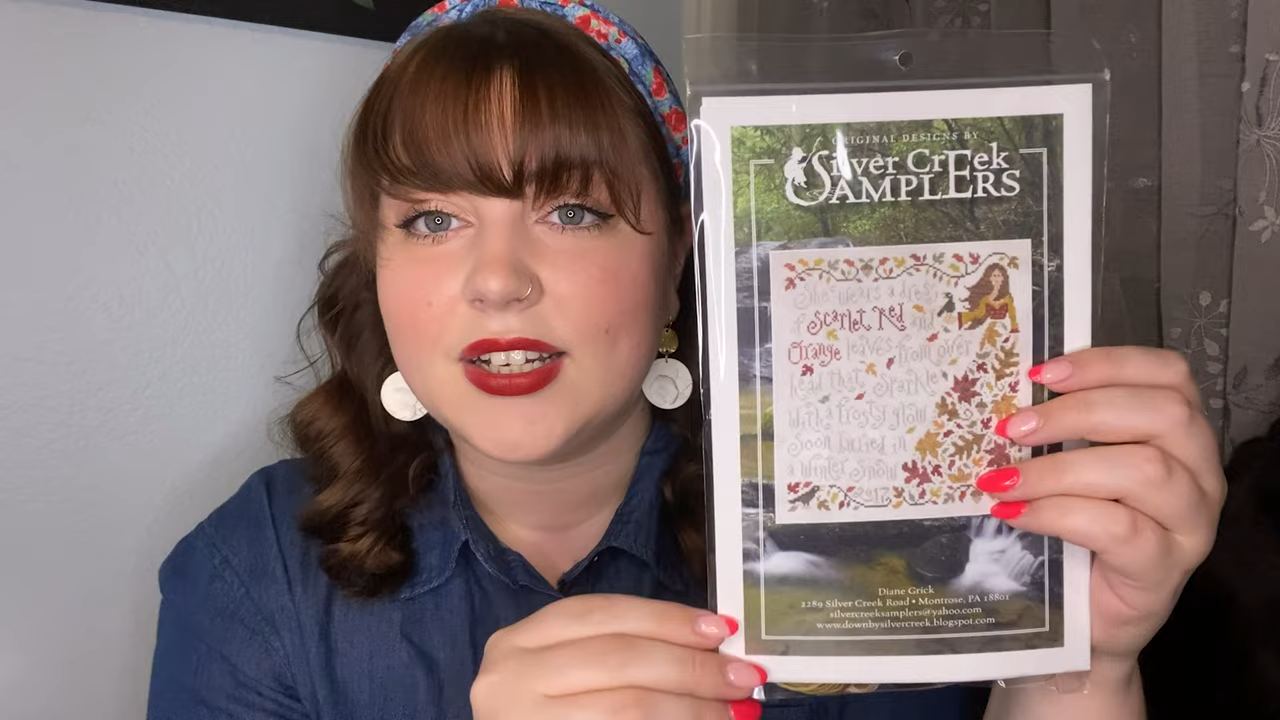 ORIGINAL DESIGNS BY
Silver CrEek
SAMPLERS
She wears a dress
of Scarlet Red and
Orange leaves from over
head that Sparkle
with a frosty glow
Soon buried in
a Winter Snow
2017
Diane Grick
2289 Silver Creek Road • Montrose, PA 18801
silvercreeksamplers@yahoo.com
www.downbysilvercreek.blogspot.com